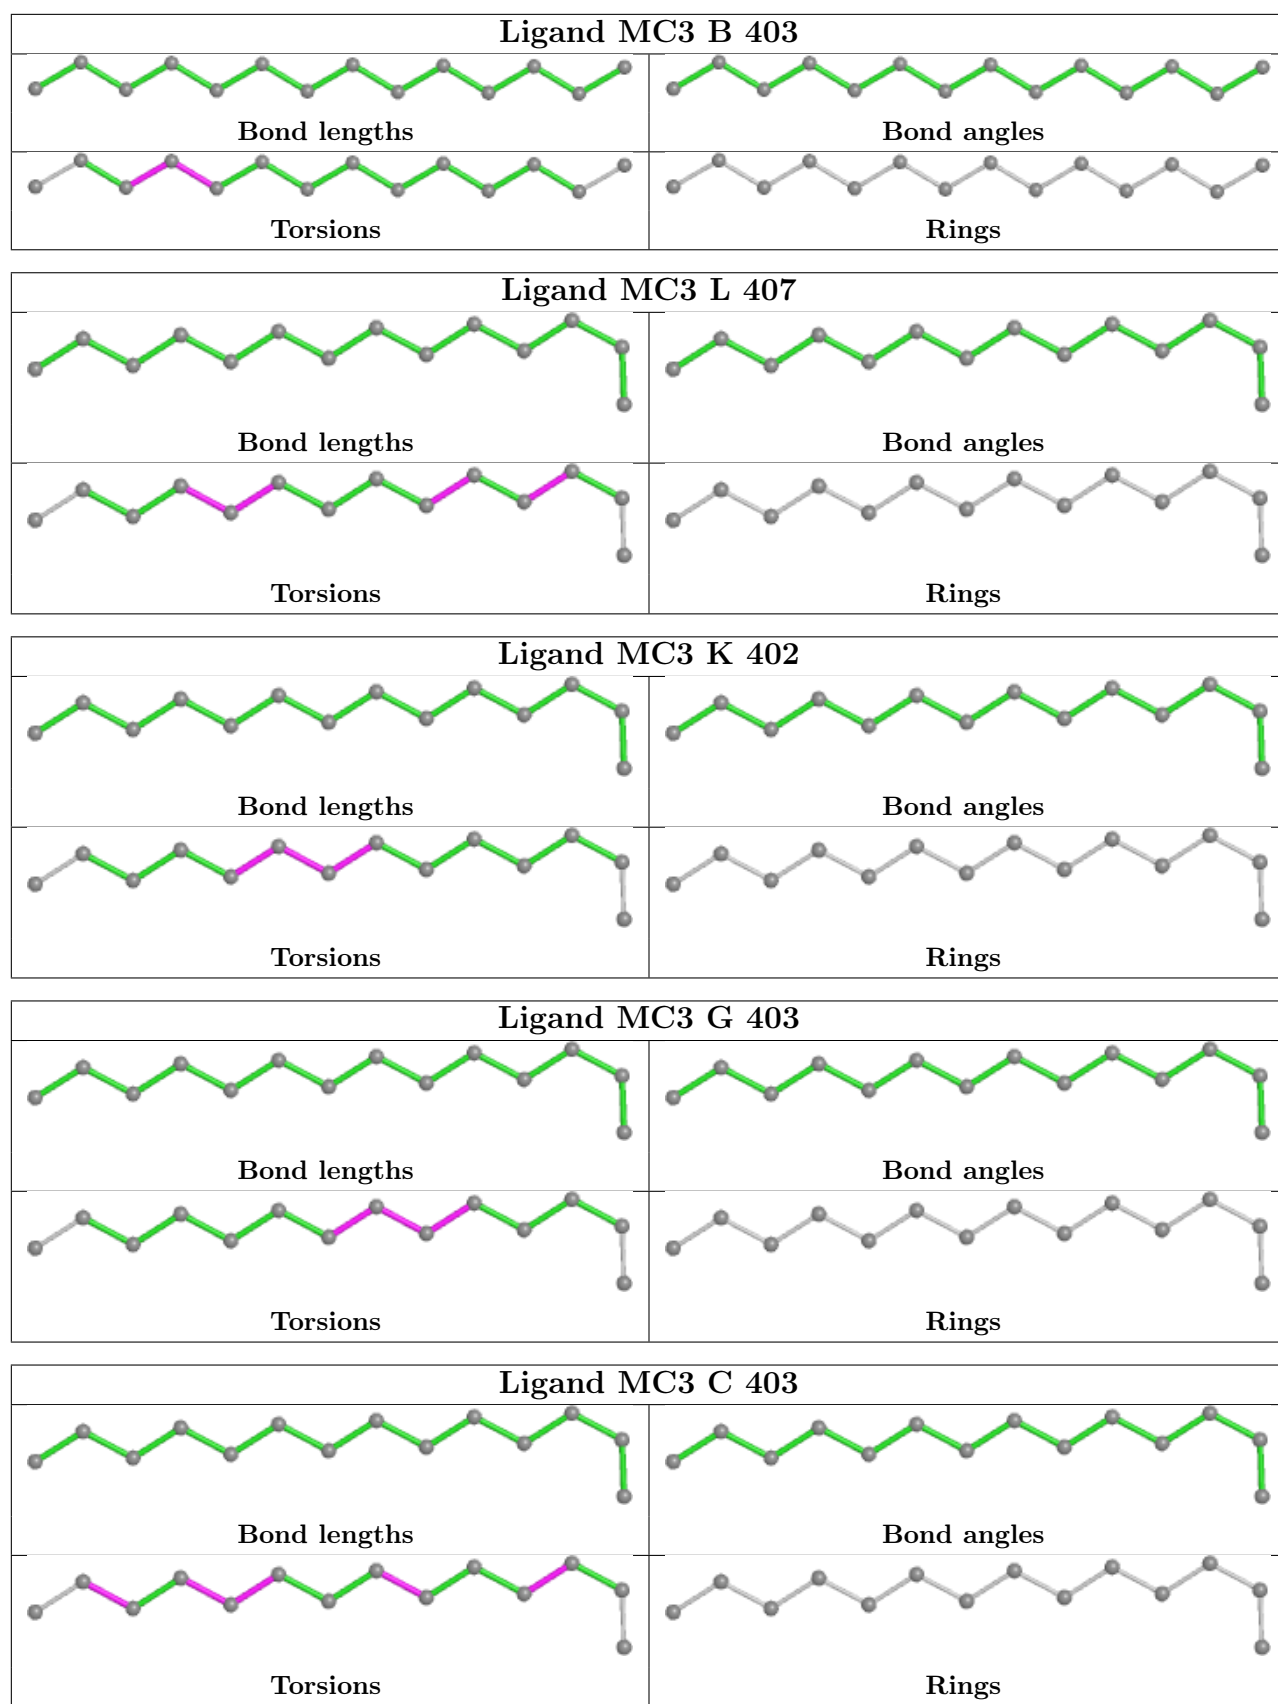 Ligand MC3 B 403
Bond lengths
Bond angles
Torsions
Rings
Ligand MC3 L 407
Bond lengths
Bond angles
Torsions
Rings
Ligand MC3 K 402
Bond lengths
Bond angles
Torsions
Rings
Ligand MC3 G 403
Bond lengths
Bond angles
Torsions
Rings
Ligand MC3 C 403
Bond lengths
Bond angles
Torsions
Rings